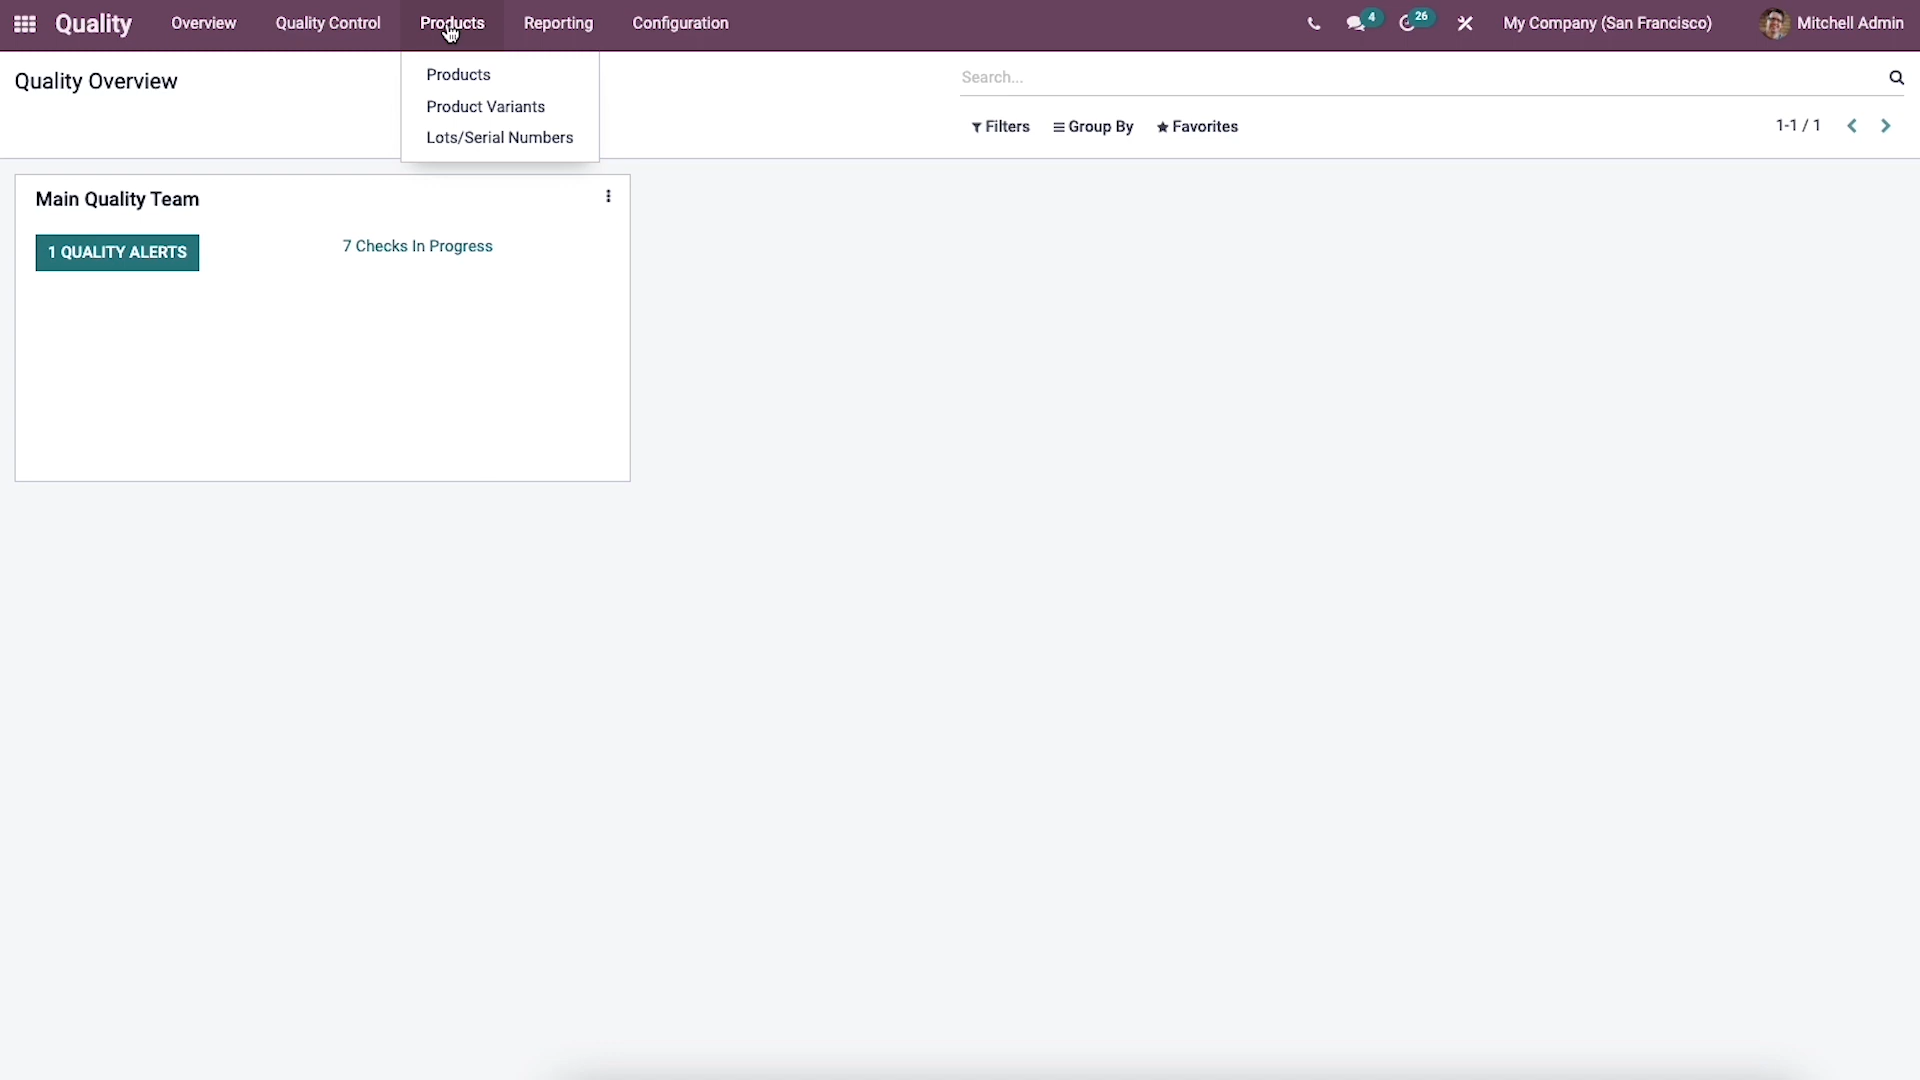 Quality Overview Quality Control Products Reporting Configuration 4 26 My Company (San Francisco) Mitchell Admin
Quality Overview
Products
Product Variants
Lots/Serial Numbers
Search...
Filters Group By Favorites 1-1 / 1
Main Quality Team
1 QUALITY ALERTS
7 Checks In Progress